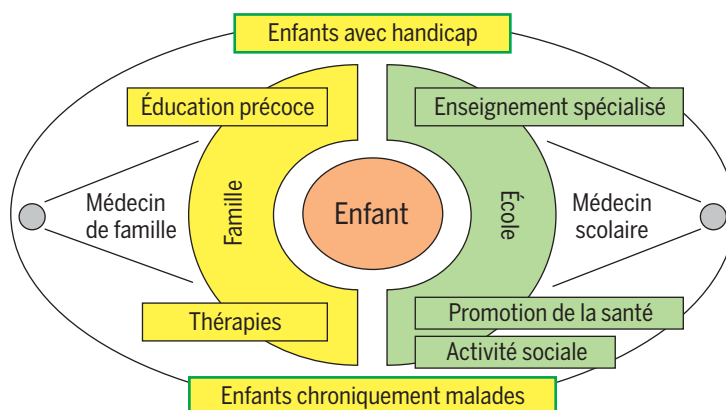 Enfants avec handicap
Éducation précoce
Enseignement spécialisé
Médecin
de famille
Famille
Enfant
École
Médecin
scolaire
Thérapies
Promotion de la santé
Activité sociale
Enfants chroniquement malades